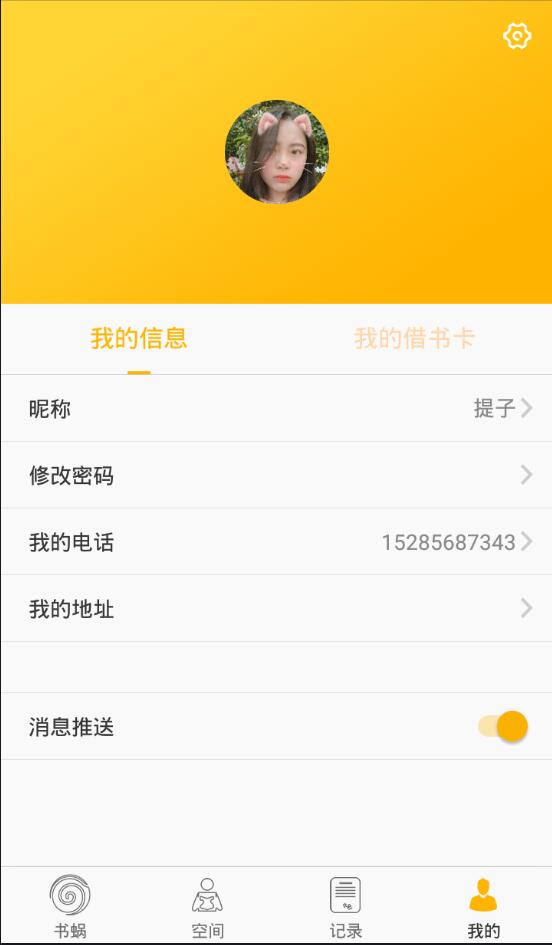 我的信息 我的借书卡
昵称 提子
修改密码
我的电话 15285687343
我的地址
消息推送
书蜗 空间 记录 我的